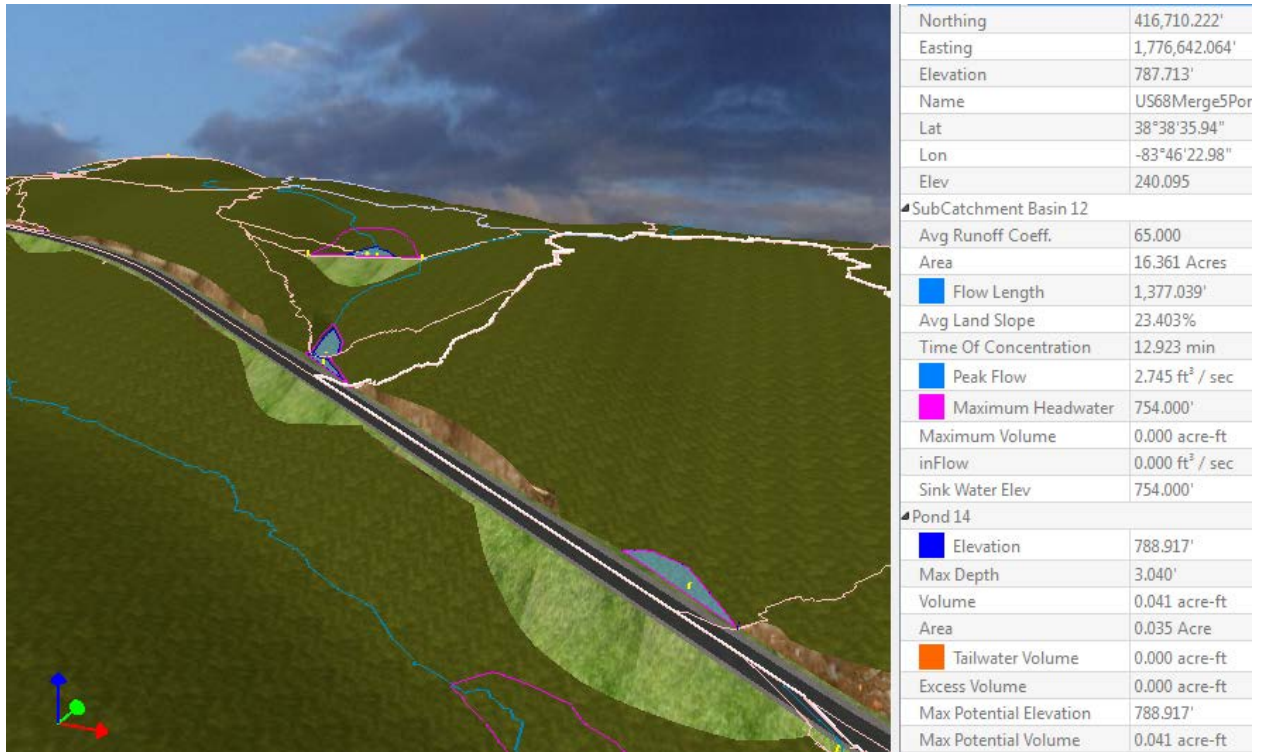 Northing 416,710.222'
Easting 1,776,642.064'
Elevation 787.713'
Name US68Merge5Por
Lat 38°38'35.94"
Lon -83°46'22.98"
Elev 240.095
SubCatchment Basin 12
Avg Runoff Coeff. 65.000
Area 16.361 Acres
Flow Length 1,377.039'
Avg Land Slope 23.403%
Time Of Concentration 12.923 min
Peak Flow 2.745 ft³ / sec
Maximum Headwater 754.000'
Maximum Volume 0.000 acre-ft
inFlow 0.000 ft³ / sec
Sink Water Elev 754.000'
Pond 14
Elevation 788.917'
Max Depth 3.040'
Volume 0.041 acre-ft
Area 0.035 Acre
Tailwater Volume 0.000 acre-ft
Excess Volume 0.000 acre-ft
Max Potential Elevation 788.917'
Max Potential Volume 0.041 acre-ft